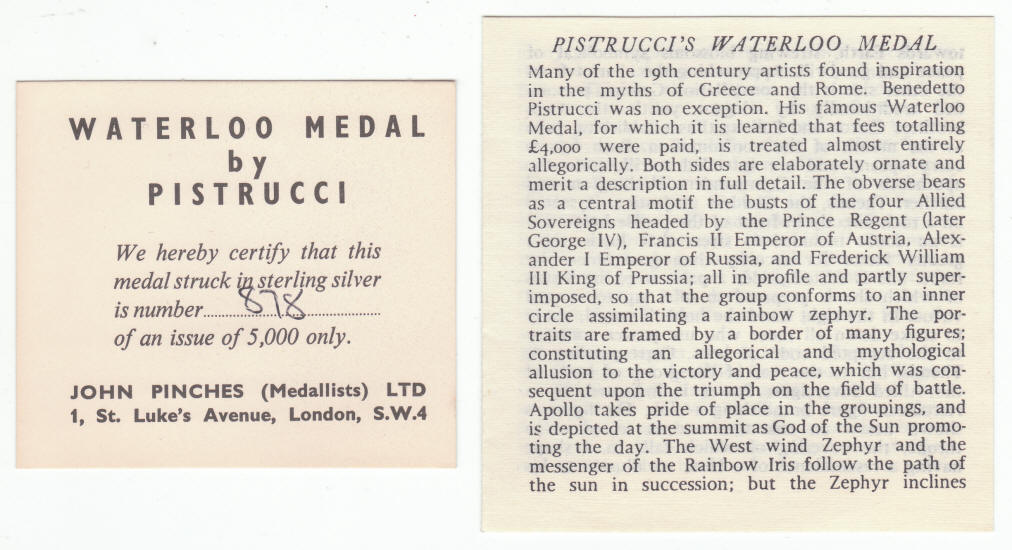 WATERLOO MEDAL
by
PISTRUCCI
We hereby certify that this
medal struck in sterling silver
is number 878
of an issue of 5,000 only.
JOHN PINCHES (Medallists) LTD
1, St. Luke's Avenue, London, S.W.4
PISTRUCCI'S WATERLOO MEDAL
Many of the 19th century artists found inspiration
in the myths of Greece and Rome. Benedetto
Pistrucci was no exception. His famous Waterloo
Medal, for which it is learned that fees totalling
£4,000 were paid, is treated almost entirely
allegorically. Both sides are elaborately ornate and
merit a description in full detail. The obverse bears
as a central motif the busts of the four Allied
Sovereigns headed by the Prince Regent (later
George IV), Francis II Emperor of Austria, Alex-
ander I Emperor of Russia, and Frederick William
III King of Prussia; all in profile and partly super-
imposed, so that the group conforms to an inner
circle assimilating a rainbow zephyr. The por-
traits are framed by a border of many figures;
constituting an allegorical and mythological
allusion to the victory and peace, which was con-
sequent upon the triumph on the field of battle.
Apollo takes pride of place in the groupings, and
is depicted at the summit as God of the Sun promo-
ting the day. The West wind Zephyr and the
messenger of the Rainbow Iris follow the path of
the sun in succession; but the Zephyr inclines